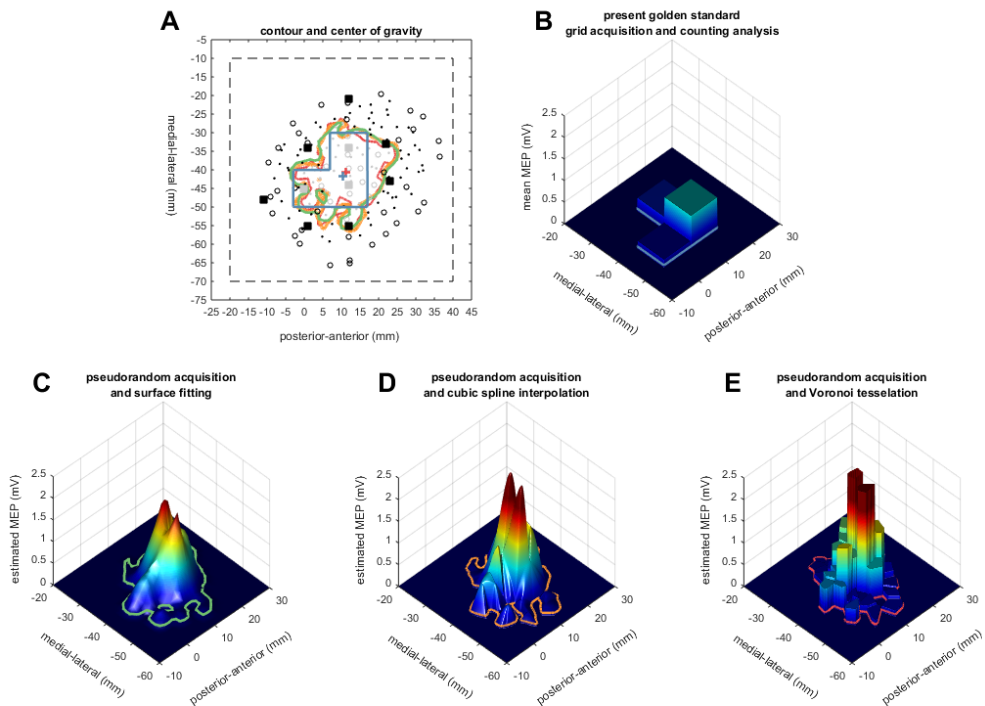 A
contour and center of gravity
-5
-10
-15
-20
-25
-30
-35
-40
-45
-50
-55
-60
-65
-70
-75
medial-lateral (mm)
-25 -20 -15 -10 -5 0 5 10 15 20 25 30 35 40 45
posterior-anterior (mm)
B
present golden standard
grid acquisition and counting analysis
2.5
2
1.5
1
0.5
0
mean MEP (mV)
-20
-30
-40
-50
-60
medial-lateral (mm)
-10
0
10
20
30
posterior-anterior (mm)
C
pseudorandom acquisition
and surface fitting
2.5
2
1.5
1
0.5
0
estimated MEP (mV)
-20
-30
-40
-50
-60
medial-lateral (mm)
-10
0
10
20
30
posterior-anterior (mm)
D
pseudorandom acquisition
and cubic spline interpolation
2.5
2
1.5
1
0.5
0
estimated MEP (mV)
-20
-30
-40
-50
-60
medial-lateral (mm)
-10
0
10
20
30
posterior-anterior (mm)
E
pseudorandom acquisition
and Voronoi tesselation
2.5
2
1.5
1
0.5
0
estimated MEP (mV)
-20
-30
-40
-50
-60
medial-lateral (mm)
-10
0
10
20
30
posterior-anterior (mm)